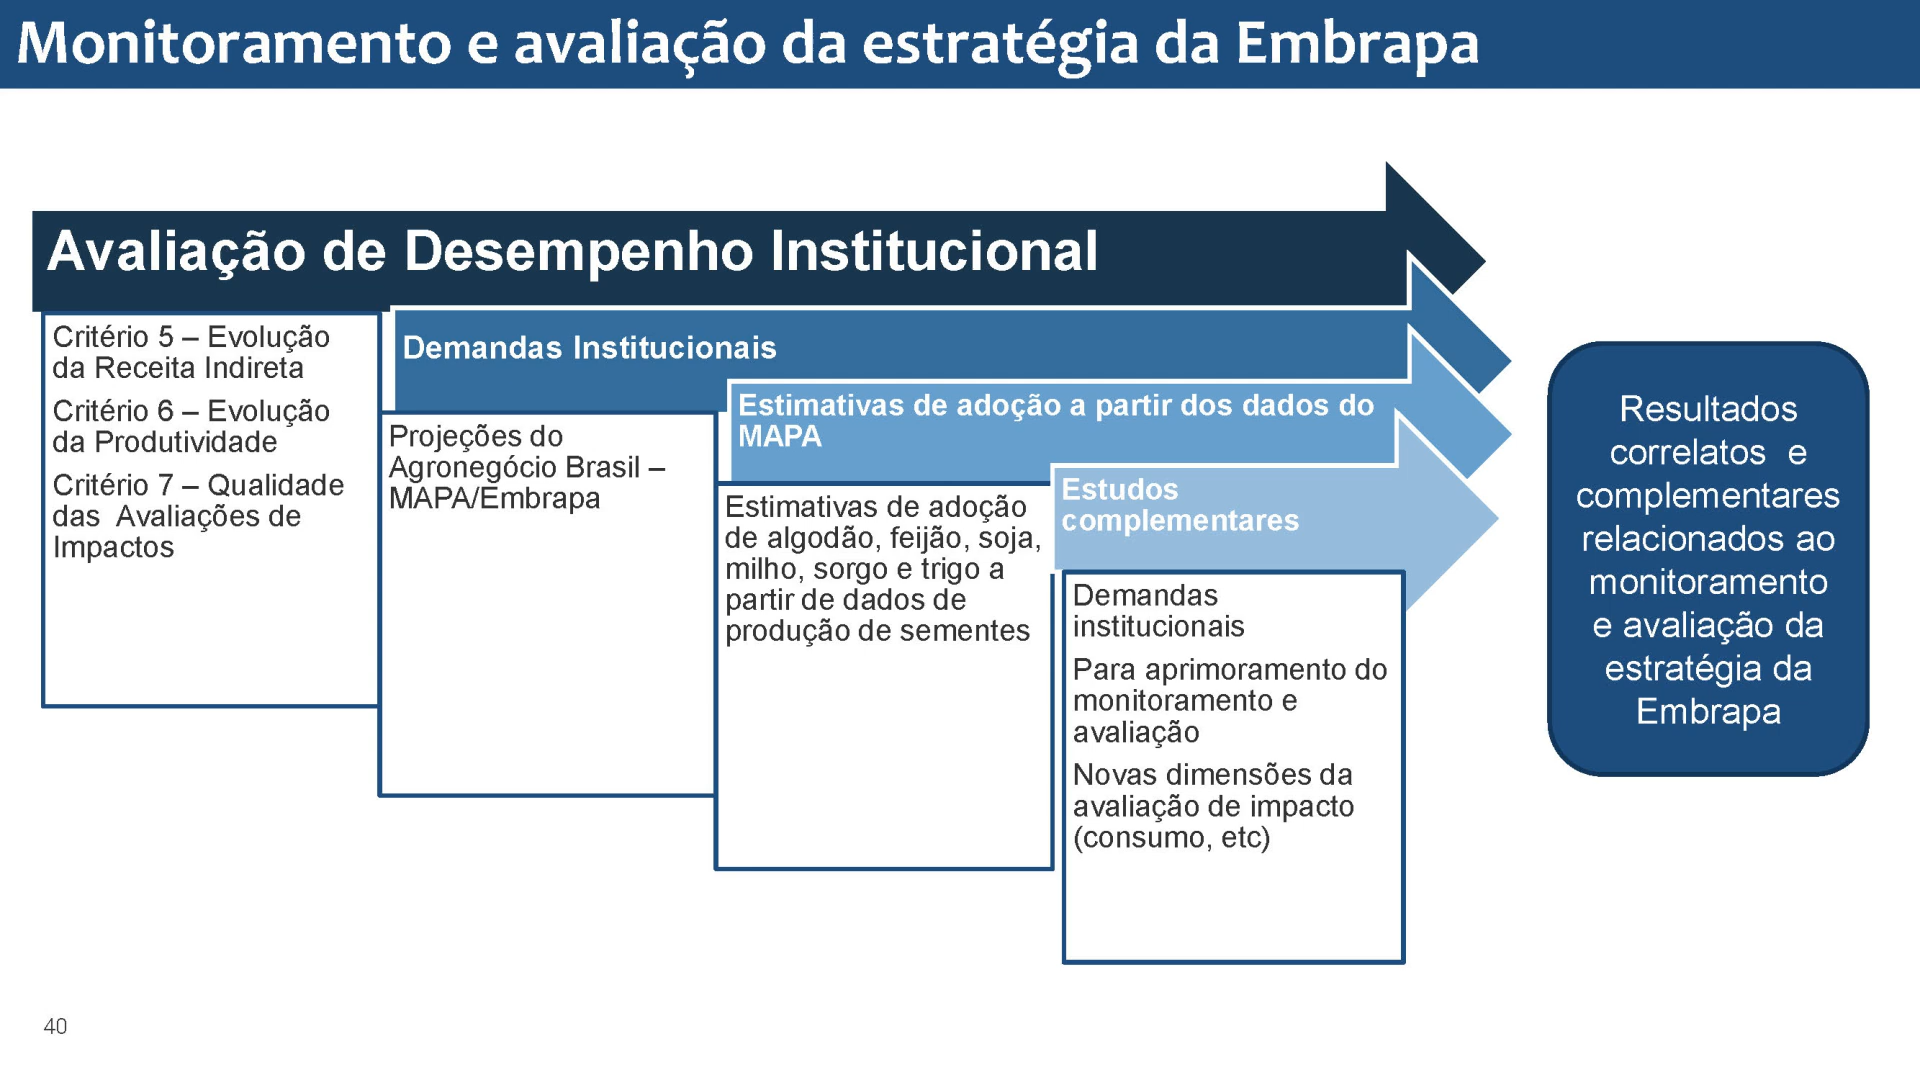 Monitoramento e avaliação da estratégia da Embrapa
Avaliação de Desempenho Institucional
Critério 5 – Evolução
da Receita Indireta
Critério 6 – Evolução
da Produtividade
Critério 7 – Qualidade
das  Avaliações de
Impactos
Demandas Institucionais
Projeções do
Agronegócio Brasil –
MAPA/Embrapa
Estimativas de adoção a partir dos dados do
MAPA
Estimativas de adoção
de algodão, feijão, soja,
milho, sorgo e trigo a
partir de dados de
produção de sementes
Estudos
complementares
Demandas
institucionais
Para aprimoramento do
monitoramento e
avaliação
Novas dimensões da
avaliação de impacto
(consumo, etc)
Resultados
correlatos  e
complementares
relacionados ao
monitoramento
e avaliação da
estratégia da
Embrapa
40